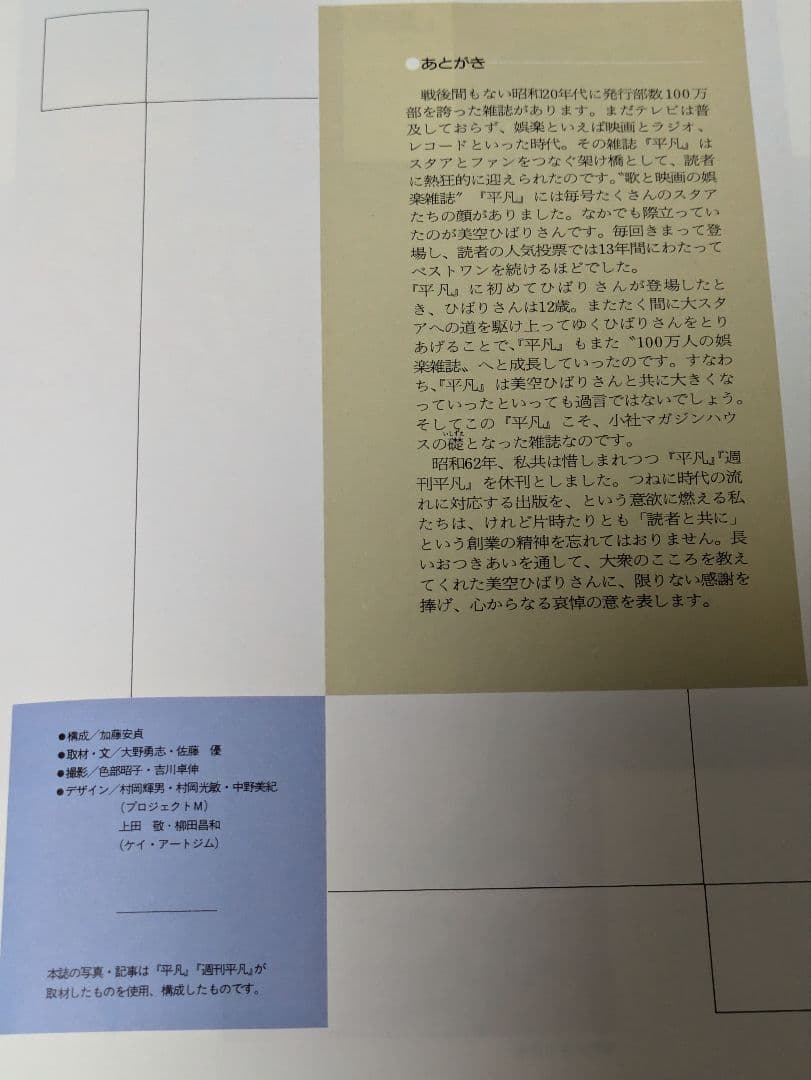 ●あとがき
戦後間もない昭和20年代に発行部数100万
部を誇った雑誌があります。まだテレビは普
及しておらず、娯楽といえば映画とラジオ、
レコードといった時代。その雑誌『平凡』は
スタアとファンをつなぐ架け橋として、読者
に熱狂的に迎えられたのです。〝歌と映画の娯
楽雑誌〟『平凡』には毎号たくさんのスタア
たちの顔がありました。なかでも際立ってい
たのが美空ひばりさんです。毎回きまって登
場し、読者の人気投票では13年間にわたって
ベストワンを続けるほどでした。
『平凡』に初めてひばりさんが登場したと
き、ひばりさんは12歳。またたく間に大スタ
アへの道を駆け上ってゆくひばりさんをとり
あげることで、『平凡』もまた〝100万人の娯
楽雑誌〟へと成長していったのです。すなわ
ち、『平凡』は美空ひばりさんと共に大きくな
っていったといっても過言ではないでしょう。
そしてこの『平凡』こそ、小社マガジンハウ
スの礎となった雑誌なのです。
いしずえ
昭和62年、私共は惜しまれつつ『平凡』『週
刊平凡』を休刊としました。つねに時代の流
れに対応する出版を、という意欲に燃える私
たちは、けれど片時たりとも「読者と共に」
という創業の精神を忘れてはおりません。長
いおつきあいを通して、大衆のこころを教え
てくれた美空ひばりさんに、限りない感謝を
捧げ、心からなる哀悼の意を表します。
●構成／加藤安貞
●取材・文／大野勇志・佐藤　優
●撮影／色部昭子・吉川卓伸
●デザイン／村岡輝男・村岡光敏・中野美紀
（プロジェクトM）
上田　敬・柳田昌和
（ケイ・アートジム）
本誌の写真・記事は『平凡』『週刊平凡』が
取材したものを使用、構成したものです。